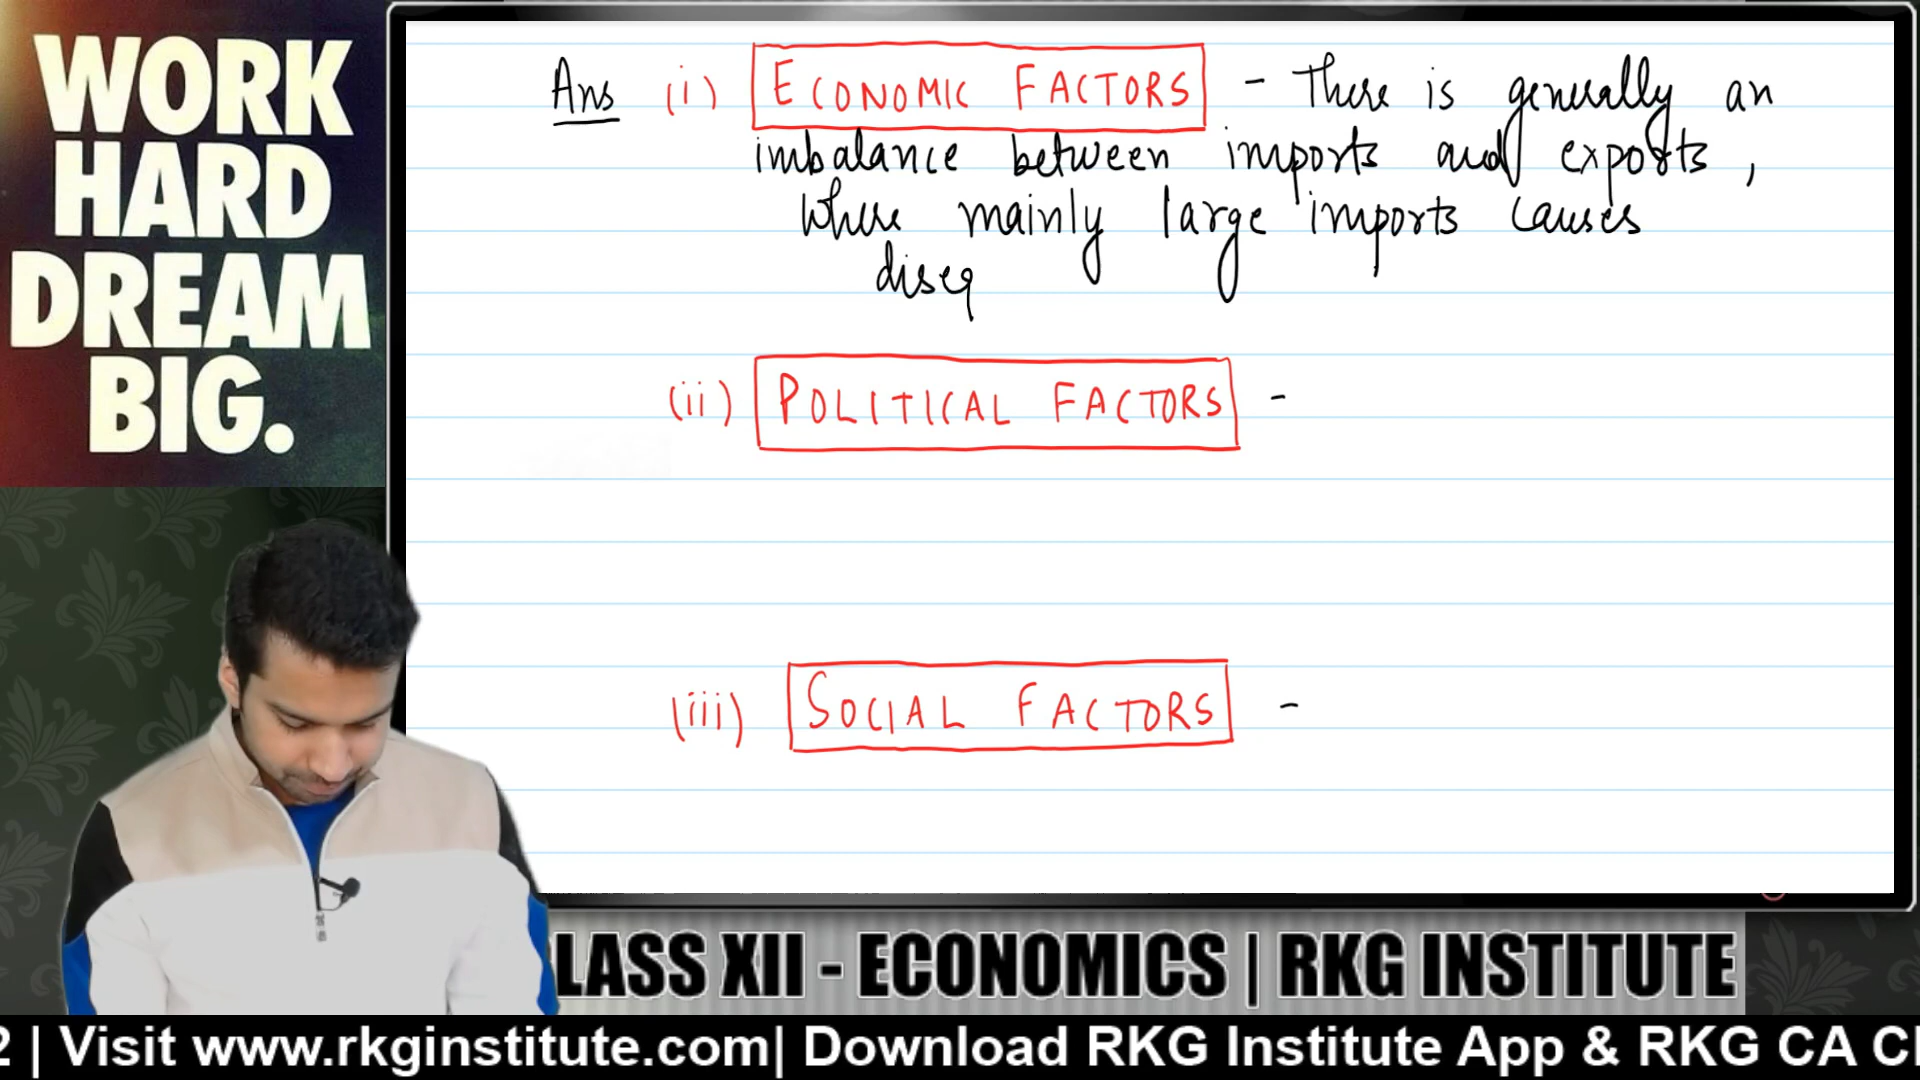 WORK
HARD
DREAM
BIG.
Ans (i) ECONOMIC FACTORS - There is generally an
imbalance between imports and exports,
where mainly large imports causes
diseq
(ii) POLITICAL FACTORS -
(iii) SOCIAL FACTORS -
LASS XII - ECONOMICS | RKG INSTITUTE
2 | Visit www.rkginstitute.com| Download RKG Institute App & RKG CA C